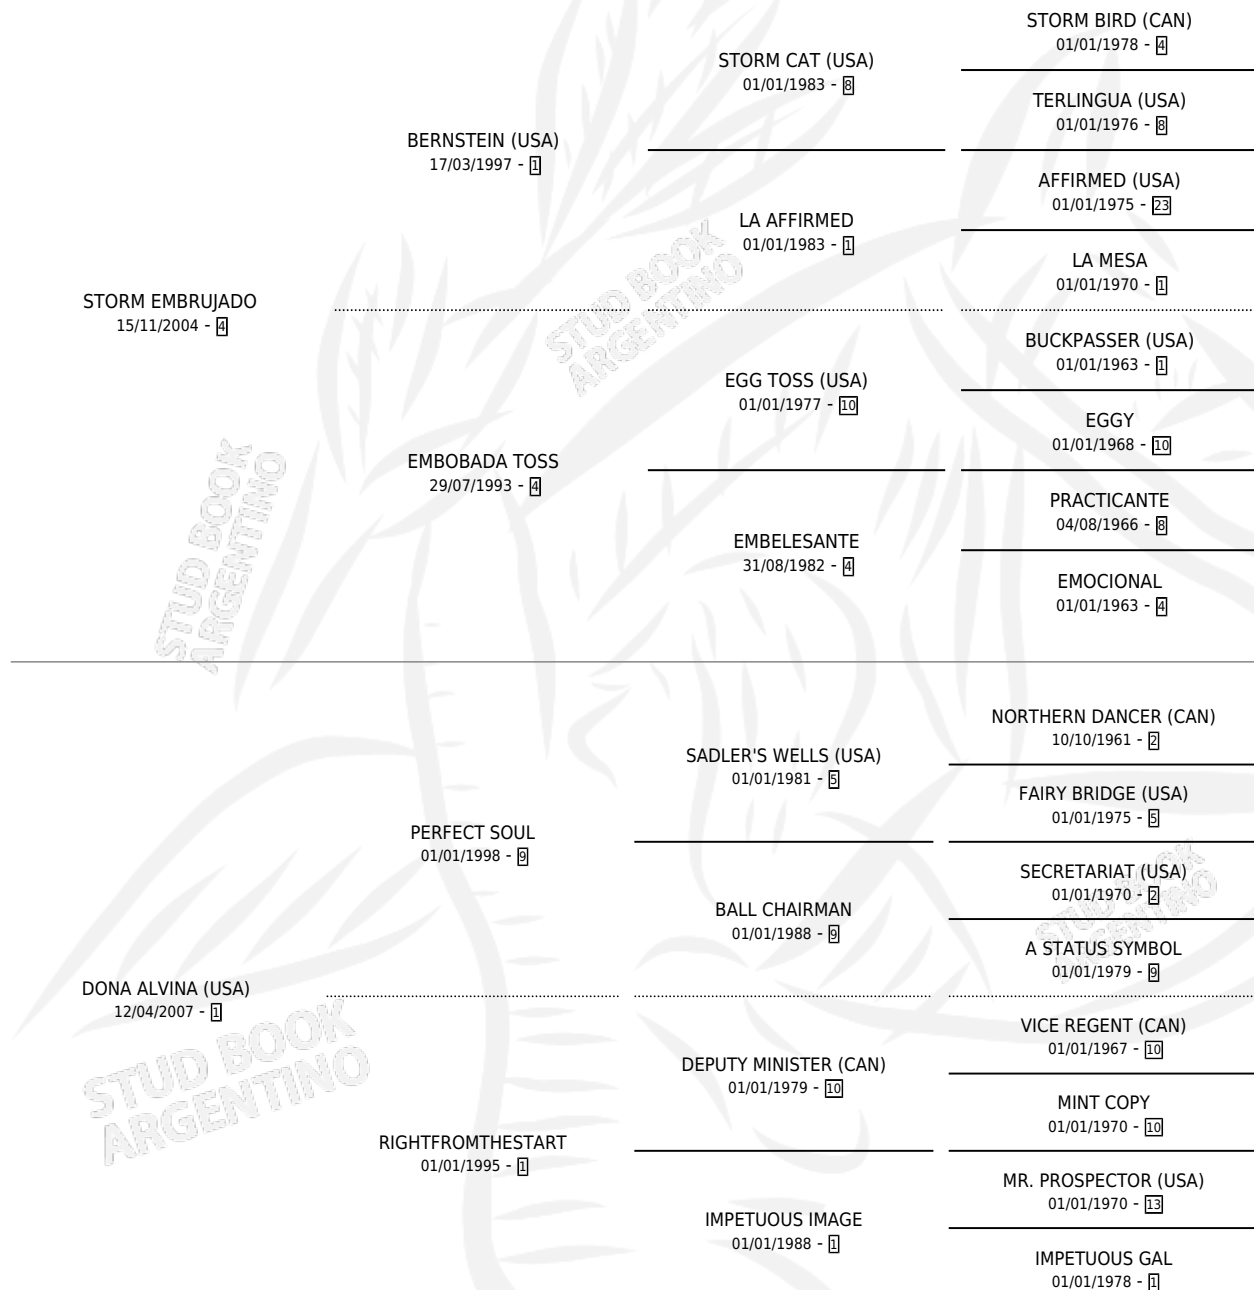 STORM BIRD (CAN)
01/01/1978 - 4
STORM CAT (USA)
01/01/1983 - 8
TERLINGUA (USA)
01/01/1976 - 8
BERNSTEIN (USA)
17/03/1997 - 1
AFFIRMED (USA)
01/01/1975 - 23
LA AFFIRMED
01/01/1983 - 1
LA MESA
01/01/1970 - 1
STORM EMBRUJADO
15/11/2004 - 4
BUCKPASSER (USA)
01/01/1963 - 1
EGG TOSS (USA)
01/01/1977 - 10
EGGY
01/01/1968 - 10
EMBOBADA TOSS
29/07/1993 - 4
PRACTICANTE
04/08/1966 - 8
EMBELESANTE
31/08/1982 - 4
EMOCIONAL
01/01/1963 - 4
NORTHERN DANCER (CAN)
10/10/1961 - 2
SADLER'S WELLS (USA)
01/01/1981 - 5
FAIRY BRIDGE (USA)
01/01/1975 - 5
PERFECT SOUL
01/01/1998 - 9
SECRETARIAT (USA)
01/01/1970 - 2
BALL CHAIRMAN
01/01/1988 - 9
A STATUS SYMBOL
01/01/1979 - 9
DONA ALVINA (USA)
12/04/2007 - 1
VICE REGENT (CAN)
01/01/1967 - 10
DEPUTY MINISTER (CAN)
01/01/1979 - 10
MINT COPY
01/01/1970 - 10
RIGHTFROMTHESTART
01/01/1995 - 1
MR. PROSPECTOR (USA)
01/01/1970 - 13
IMPETUOUS IMAGE
01/01/1988 - 1
IMPETUOUS GAL
01/01/1978 - 1
STUD BOOK
ARGENTINO
STUD BOOK
ARGENTINO
STUD BOOK
ARGENTINO
STUD BOOK
ARGENTINO